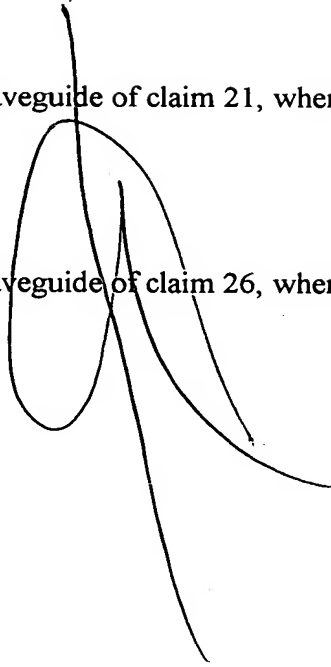 veguide of claim 21, wher
veguide of claim 26, wher